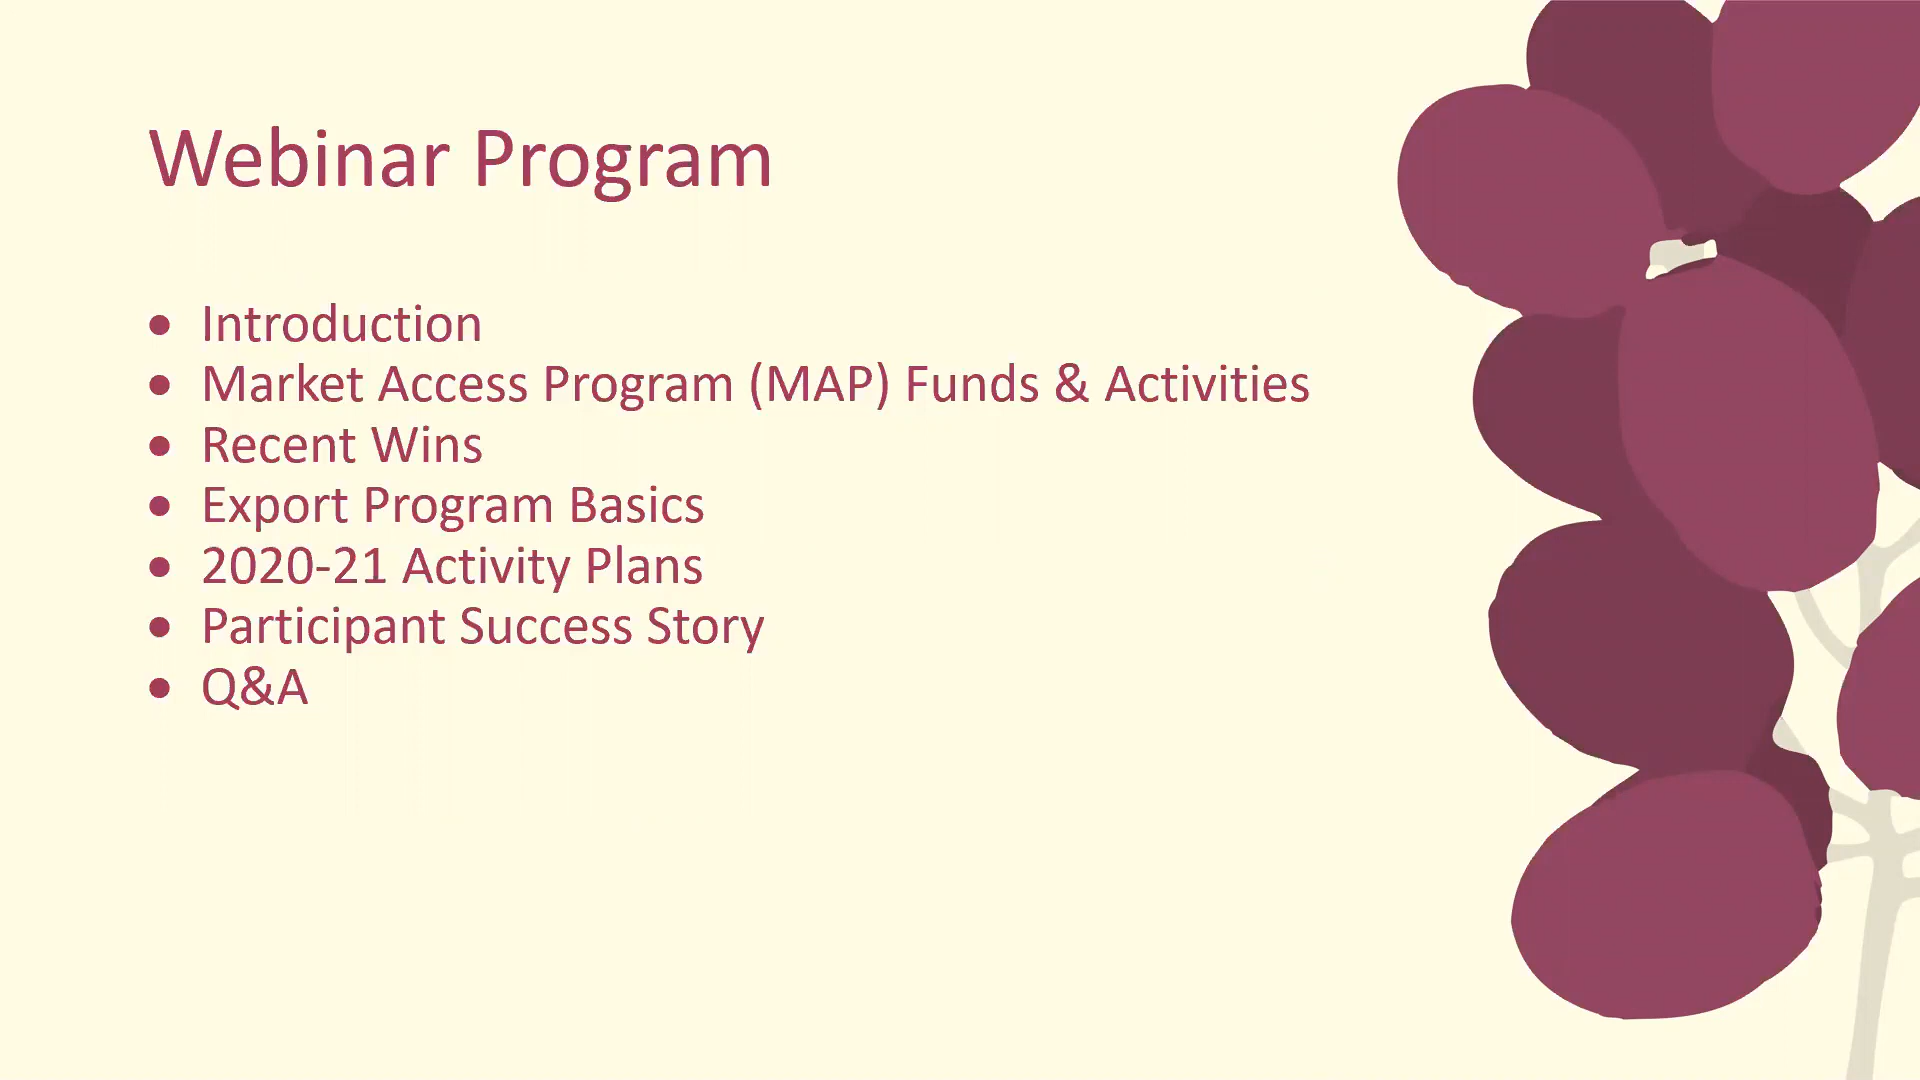 Webinar Program
• Introduction
• Market Access Program (MAP) Funds & Activities
• Recent Wins
• Export Program Basics
• 2020-21 Activity Plans
• Participant Success Story
• Q&A